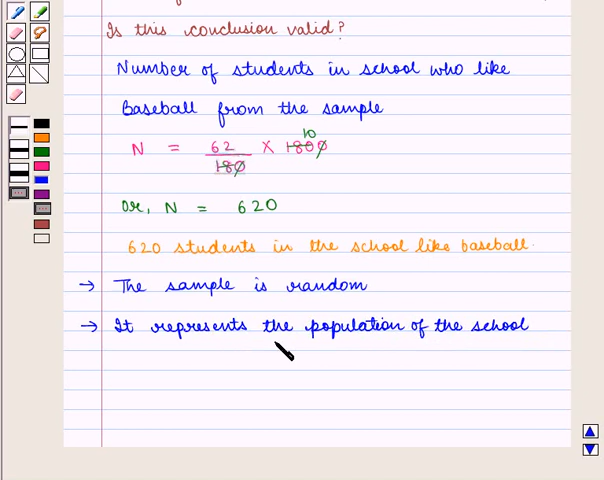 Is this conclusion valid?
Number of students in school who like
Baseball from the sample
10
N = 62/180 × 1800
or, N = 620
620 students in the school like baseball.
→ The sample is random
→ It represents the population of the school